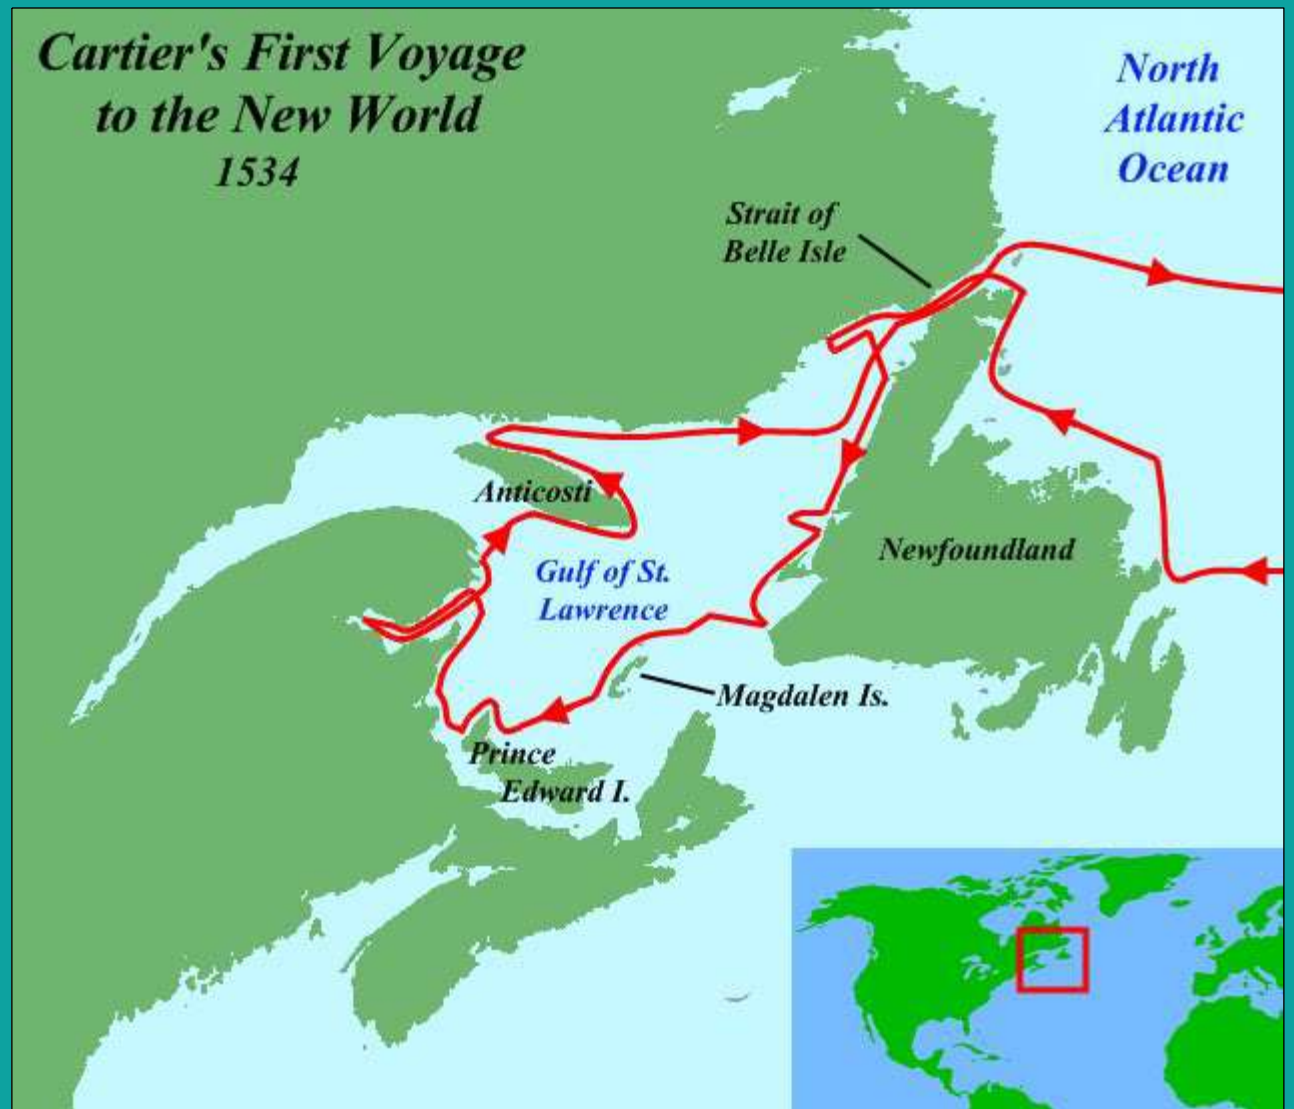 Cartier's First Voyage
to the New World
1534
North
Atlantic
Ocean
Strait of
Belle Isle
Anticosti
Newfoundland
Gulf of St.
Lawrence
Magdalen Is.
Prince
Edward I.